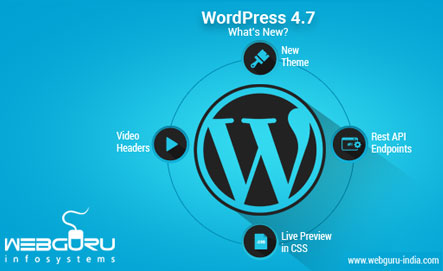 WordPress 4.7
What's New?
New
Theme
Video
Headers
W
Rest API
Endpoints
Live Preview
in CSS
WEBGURU
infosystems
www.webguru-india.com